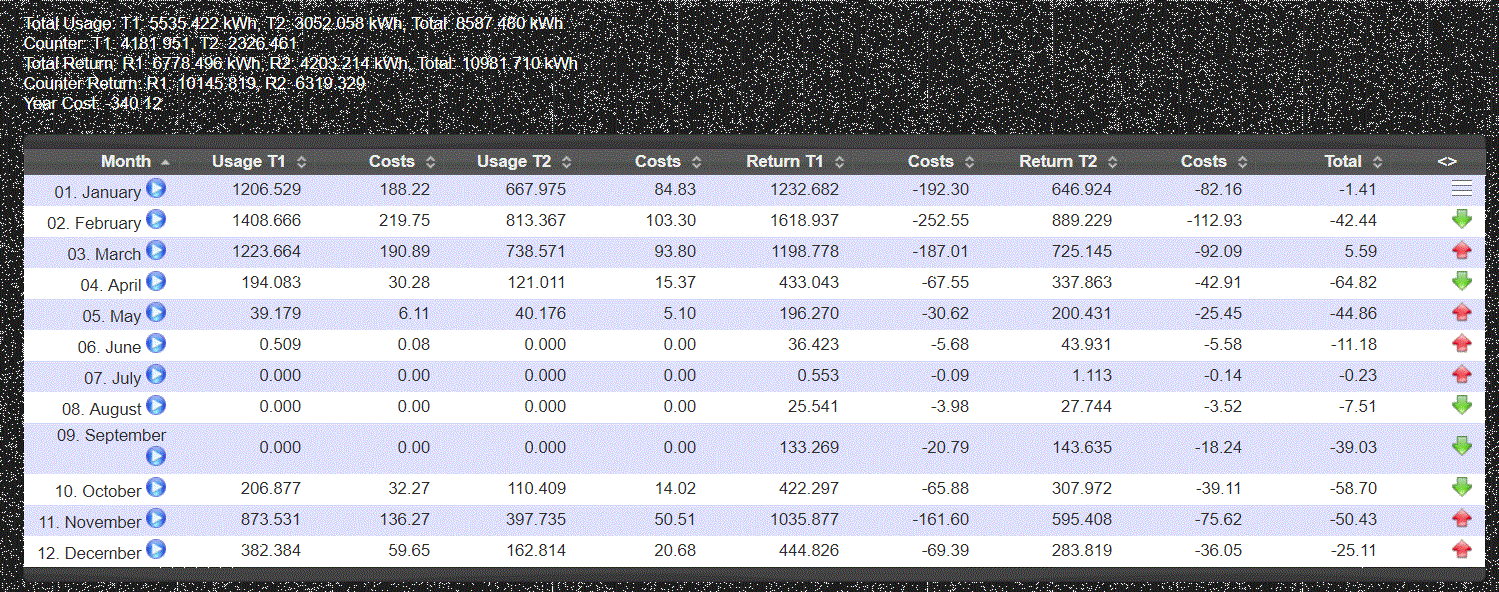 Total Usage: T1: 5535.422 kWh, T2: 3052.058 kWh, Total: 8587.480 kWh
Counter: T1: 4181.951, T2: 2326.461
Total Return: R1: 6778.496 kWh, R2: 4203.214 kWh, Total: 10981.710 kWh
Counter Return: R1: 10145.819, R2: 6319.329
Year Cost: -340.12
Month Usage T1 Costs Usage T2 Costs Return T1 Costs Return T2 Costs Total <>
01. January 1206.529 188.22 667.975 84.83 1232.682 -192.30 646.924 -82.16 -1.41
02. February 1408.666 219.75 813.367 103.30 1618.937 -252.55 889.229 -112.93 -42.44
03. March 1223.664 190.89 738.571 93.80 1198.778 -187.01 725.145 -92.09 5.59
04. April 194.083 30.28 121.011 15.37 433.043 -67.55 337.863 -42.91 -64.82
05. May 39.179 6.11 40.176 5.10 196.270 -30.62 200.431 -25.45 -44.86
06. June 0.509 0.08 0.000 0.00 36.423 -5.68 43.931 -5.58 -11.18
07. July 0.000 0.00 0.000 0.00 0.553 -0.09 1.113 -0.14 -0.23
08. August 0.000 0.00 0.000 0.00 25.541 -3.98 27.744 -3.52 -7.51
09. September 0.000 0.00 0.000 0.00 133.269 -20.79 143.635 -18.24 -39.03
10. October 206.877 32.27 110.409 14.02 422.297 -65.88 307.972 -39.11 -58.70
11. November 873.531 136.27 397.735 50.51 1035.877 -161.60 595.408 -75.62 -50.43
12. December 382.384 59.65 162.814 20.68 444.826 -69.39 283.819 -36.05 -25.11